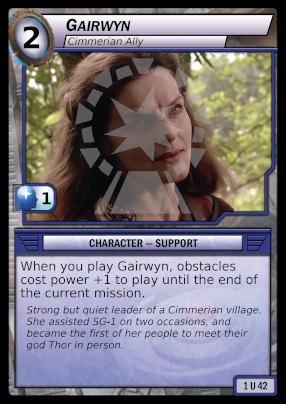 2
GAIRWYN
Cimmerian Ally
1
CHARACTER – SUPPORT
When you play Gairwyn, obstacles
cost power +1 to play until the end of
the current mission.
Strong but quiet leader of a Cimmerian village.
She assisted SG-1 on two occasions, and
became the first of her people to meet their
god Thor in person.
1 U 42